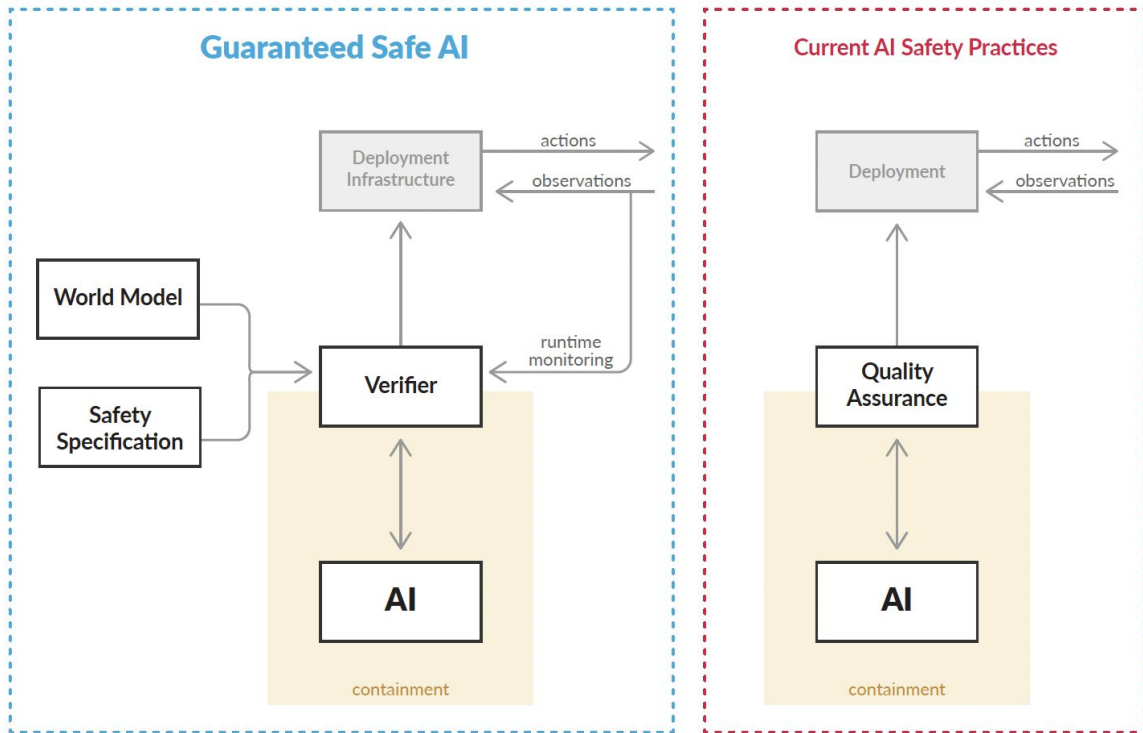 Guaranteed Safe AI
Deployment
Infrastructure
actions
observations
World Model
Safety
Specification
runtime
monitoring
Verifier
AI
containment
Current AI Safety Practices
Deployment
actions
observations
Quality
Assurance
AI
containment